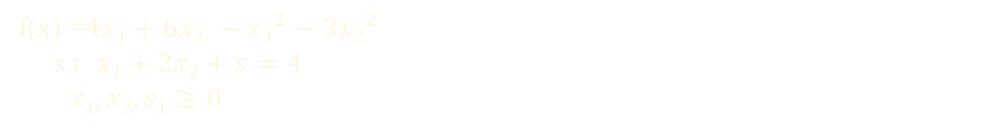 f(x) =4x₁ + 6x₂ − x₁² − 3x₂²
s.t x₁ + 2x₂ + s = 4
x₁, x₂, s₁ ≥ 0